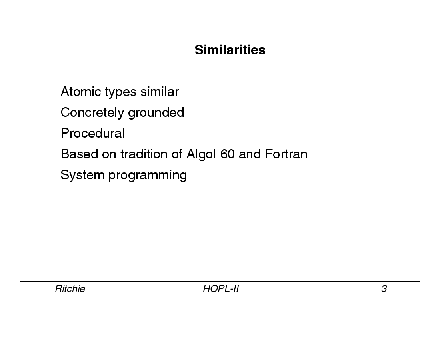 Similarities
Atomic types similar
Concretely grounded
Procedural
Based on tradition of Algol 60 and Fortran
System programming
Ritchie HOPL-II 3